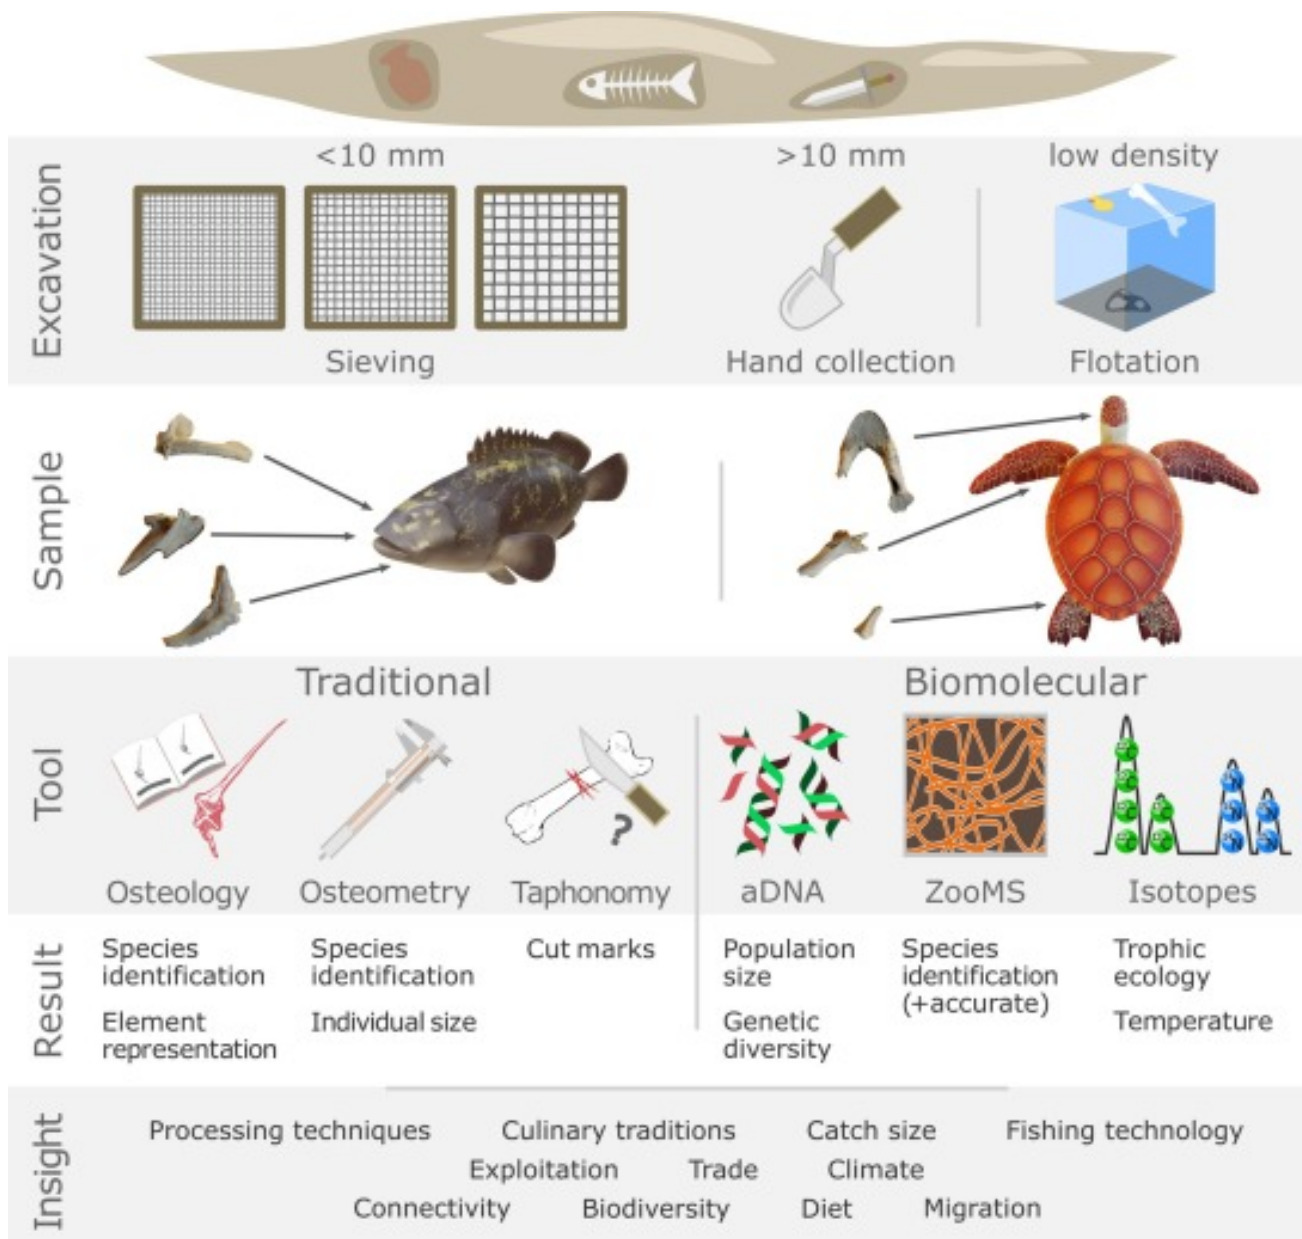 Excavation
<10 mm
>10 mm
low density
Sieving
Hand collection
Flotation
Sample
Tool
Traditional
Biomolecular
?
C
C
C
C
C
N
N
N
N
N
Osteology
Osteometry
Taphonomy
aDNA
ZooMS
Isotopes
Result
Species
identification
Element
representation
Species
identification
Individual size
Cut marks
Population
size
Genetic
diversity
Species
identification
(+accurate)
Trophic
ecology
Temperature
Insight
Processing techniques
Culinary traditions
Catch size
Fishing technology
Exploitation
Trade
Climate
Connectivity
Biodiversity
Diet
Migration